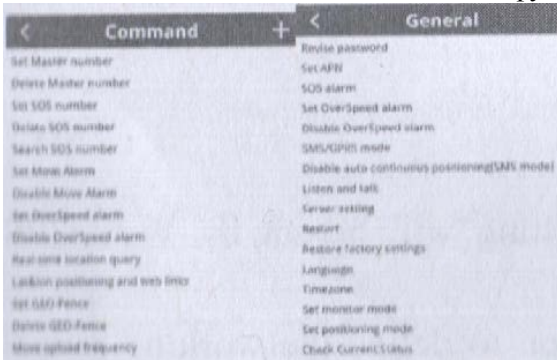 < Command +
Set Master number
Delete Master number
Set SOS number
Delete SOS number
Search SOS number
Set Move Alarm
Disable Move Alarm
Set OverSpeed alarm
Disable OverSpeed alarm
Real time location query
positioning and web links
Set GEO Fence
Delete GEO Fence
Move upload frequency
< General
Revise password
Set APN
SOS alarm
Set OverSpeed alarm
Disable OverSpeed alarm
SMS/GPRS mode
Disable auto continuous positioning(SMS mode)
Listen and talk
Server setting
Restart
Restore factory settings
Language
Timezone
Set monitor mode
Set positioning mode
Check Current Status